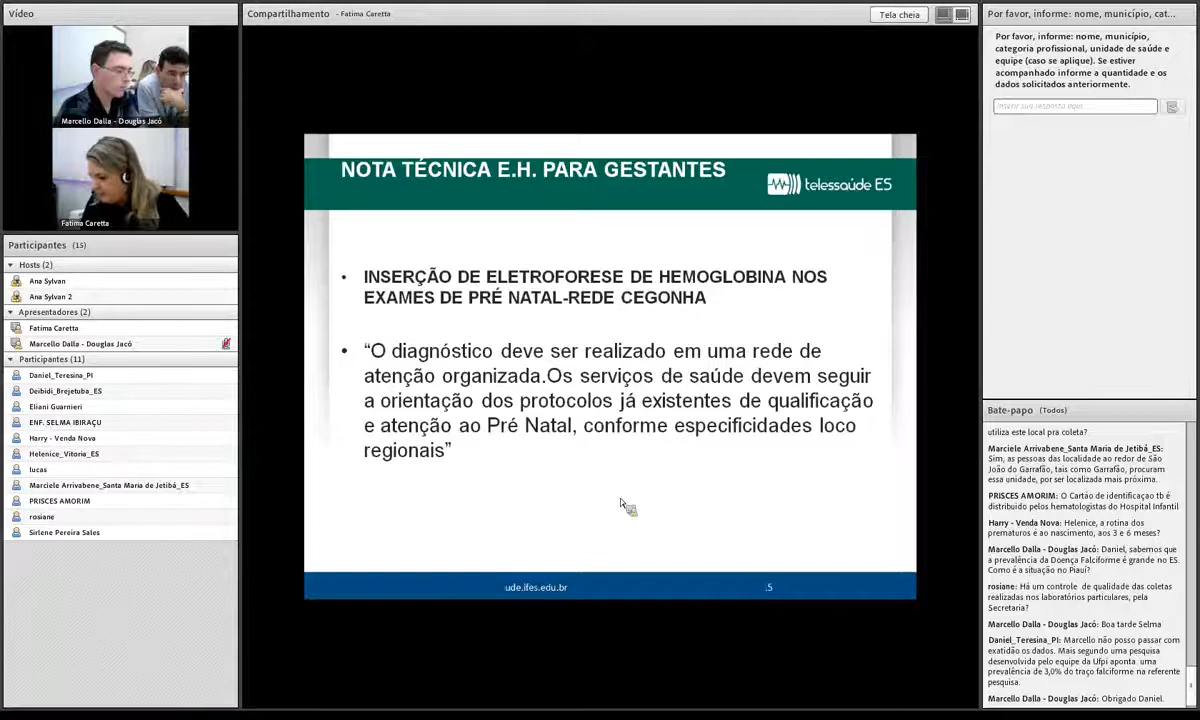 Vídeo
Marcello Dalla - Douglas Jacó
Fatima Caretta
Participantes (15)
Hosts (2)
Ana Sylvan
Ana Sylvan 2
Apresentadores (2)
Fatima Caretta
Marcello Dalla - Douglas Jacó
Participantes (11)
Daniel_Teresina_PI
Deibidi_Brejetuba_ES
Eliani Guarnieri
ENF. SELMA IBIRAÇU
Harry - Venda Nova
Helenice_Vitoria_ES
lucas
Marciele Arrivabene_Santa Maria de Jetibá_ES
PRISCES AMORIM
rosiane
Sirlene Pereira Sales
Compartilhamento - Fatima Caretta
Tela cheia
NOTA TÉCNICA E.H. PARA GESTANTES
telessaúde ES
• INSERÇÃO DE ELETROFORESE DE HEMOGLOBINA NOS
EXAMES DE PRÉ NATAL-REDE CEGONHA
• “O diagnóstico deve ser realizado em uma rede de
atenção organizada.Os serviços de saúde devem seguir
a orientação dos protocolos já existentes de qualificação
e atenção ao Pré Natal, conforme especificidades loco
regionais”
ude.ifes.edu.br
.5
Por favor, informe: nome, município, cat...
Por favor, informe: nome, município,
categoria profissional, unidade de saúde e
equipe (caso se aplique). Se estiver
acompanhado informe a quantidade e os
dados solicitados anteriormente.
Inserir sua resposta aqui...
Bate-papo (Todos)
utiliza este local pra coleta?
Marciele Arrivabene_Santa Maria de Jetibá_ES:
Sim, as pessoas das localidade ao redor de São
João do Garrafão, tais como Garrafão, procuram
essa unidade, por ser localizada mais próxima.
PRISCES AMORIM: O Cartão de identificaçao tb é
distribuido pelos hematologistas do Hospital Infantil
Harry - Venda Nova: Helenice, a rotina dos
prematuros é ao nascimento, aos 3 e 6 meses?
Marcello Dalla - Douglas Jacó: Daniel, sabemos que
a prevalência da Doença Falciforme é grande no ES.
Como é a situação no Piauí?
rosiane: Há um controle de qualidade das coletas
realizadas nos laboratórios particulares, pela
Secretaria?
Marcello Dalla - Douglas Jacó: Boa tarde Selma
Daniel_Teresina_PI: Marcello não posso passar com
exatidão os dados. Mais segundo uma pesquisa
desenvolvida pelo equipe da Ufpi aponta uma
prevalência de 3,0% do traço falciforme na referente
pesquisa.
Marcello Dalla - Douglas Jacó: Obrigado Daniel.